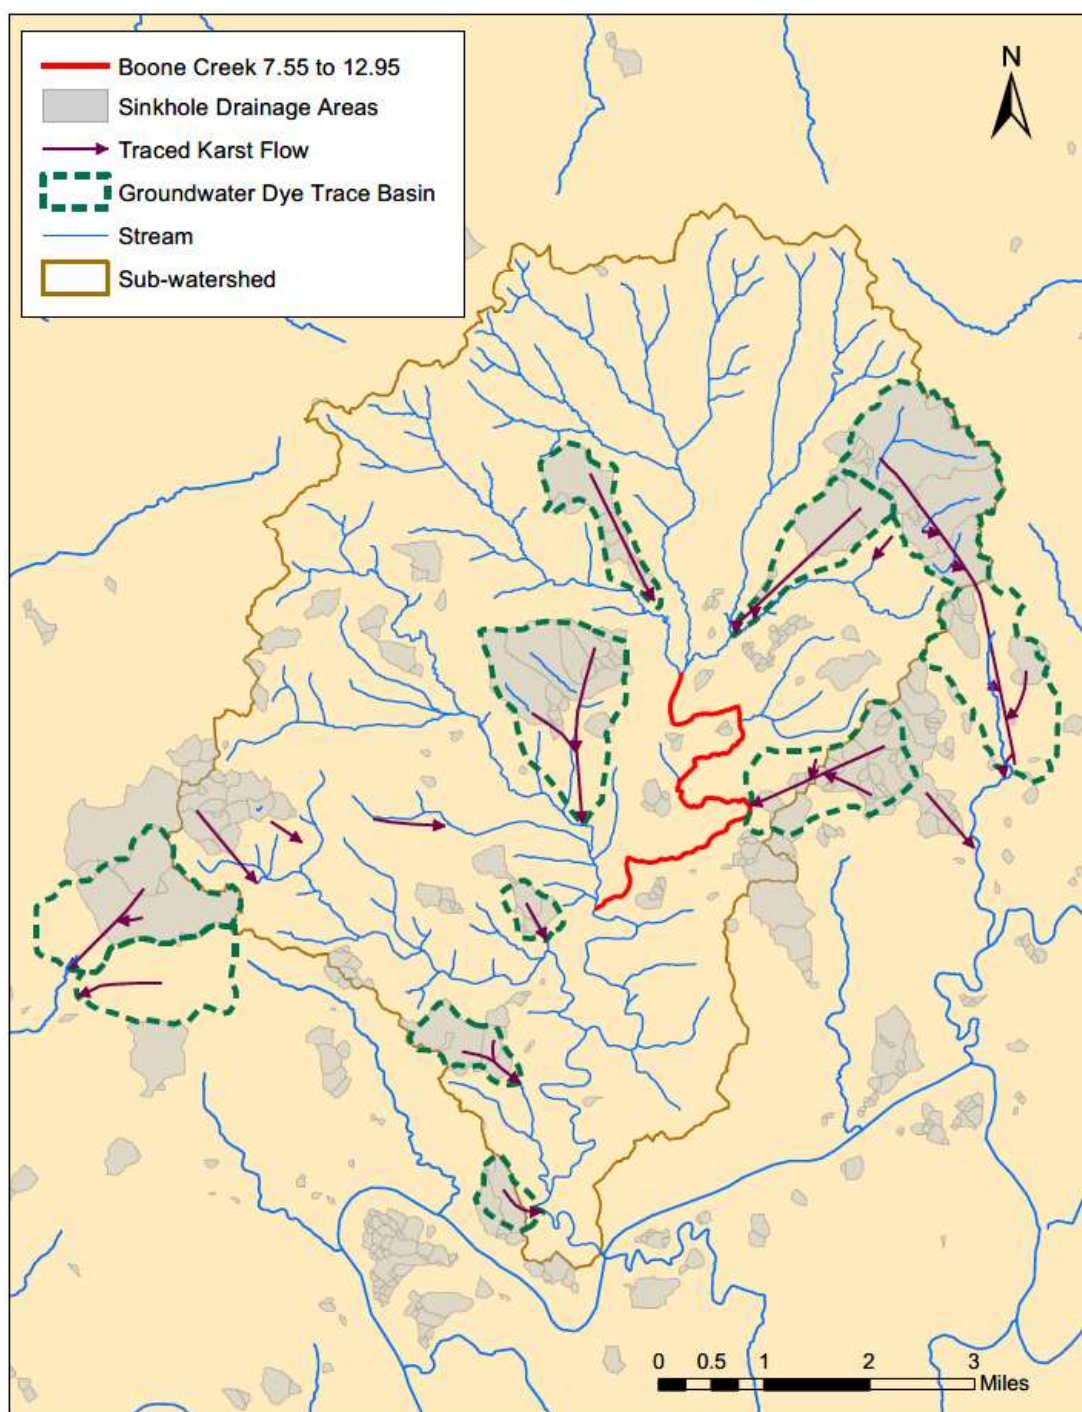 Boone Creek 7.55 to 12.95
Sinkhole Drainage Areas
Traced Karst Flow
Groundwater Dye Trace Basin
Stream
Sub-watershed
N
0 0.5 1 2 3
Miles